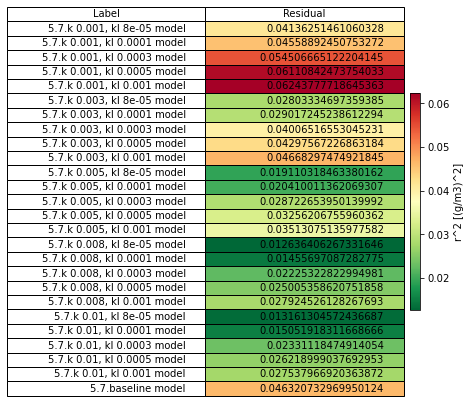 Label Residual
5.7.k 0.001, kl 8e-05 model 0.04136251461060328
5.7.k 0.001, kl 0.0001 model 0.04558892450753272
5.7.k 0.001, kl 0.0003 model 0.054506665122204145
5.7.k 0.001, kl 0.0005 model 0.06110842473754033
5.7.k 0.001, kl 0.001 model 0.06243777718645363
5.7.k 0.003, kl 8e-05 model 0.02803334697359385
5.7.k 0.003, kl 0.0001 model 0.029017245238612294
5.7.k 0.003, kl 0.0003 model 0.04006516553045231
5.7.k 0.003, kl 0.0005 model 0.04297567226863184
5.7.k 0.003, kl 0.001 model 0.04668297474921845
5.7.k 0.005, kl 8e-05 model 0.01911031846338016​2
5.7.k 0.005, kl 0.0001 model 0.020410011362069307
5.7.k 0.005, kl 0.0003 model 0.028722653950139992
5.7.k 0.005, kl 0.0005 model 0.03256206755960362
5.7.k 0.005, kl 0.001 model 0.03513075135977582
5.7.k 0.008, kl 8e-05 model 0.012636406267331646
5.7.k 0.008, kl 0.0001 model 0.01455697087282775
5.7.k 0.008, kl 0.0003 model 0.02225322822994981
5.7.k 0.008, kl 0.0005 model 0.025005358620751858
5.7.k 0.008, kl 0.001 model 0.027924526128267693
5.7.k 0.01, kl 8e-05 model 0.013161304572436687
5.7.k 0.01, kl 0.0001 model 0.015051918311668666
5.7.k 0.01, kl 0.0003 model 0.02331118474914054
5.7.k 0.01, kl 0.0005 model 0.026218999037692953
5.7.k 0.01, kl 0.001 model 0.027537966920363872
5.7.baseline model 0.046320732969950124
0.06
0.05
0.04
0.03
0.02
r^2 [(g/m3)^2]